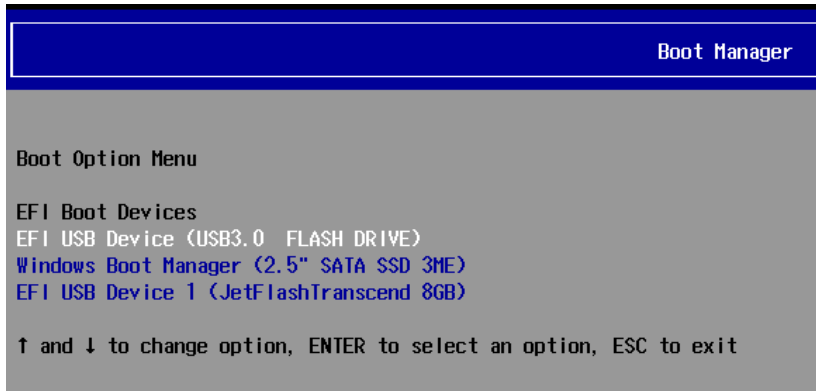 Boot Manager
Boot Option Menu
EFI Boot Devices
EFI USB Device (USB3.0  FLASH DRIVE)
Windows Boot Manager (2.5" SATA SSD 3ME)
EFI USB Device 1 (JetFlashTranscend 8GB)
↑ and ↓ to change option, ENTER to select an option, ESC to exit